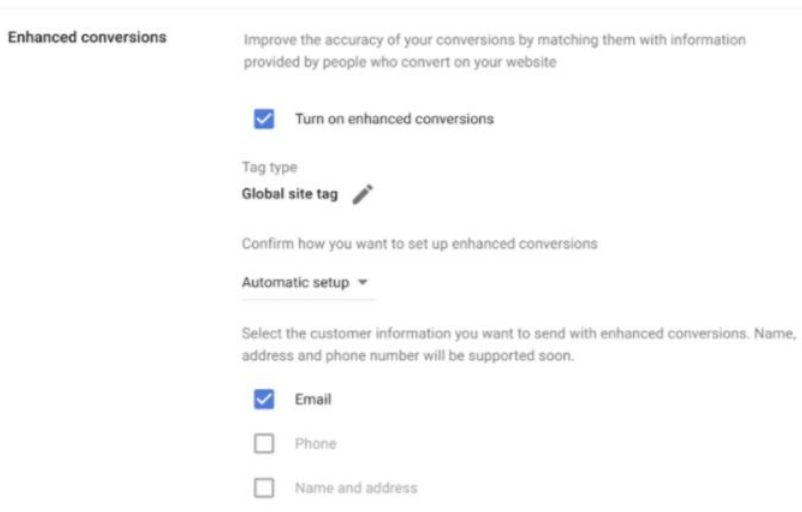 Enhanced conversions
Improve the accuracy of your conversions by matching them with information
provided by people who convert on your website
Turn on enhanced conversions
Tag type
Global site tag
Confirm how you want to set up enhanced conversions
Automatic setup
Select the customer information you want to send with enhanced conversions. Name,
address and phone number will be supported soon.
Email
Phone
Name and address